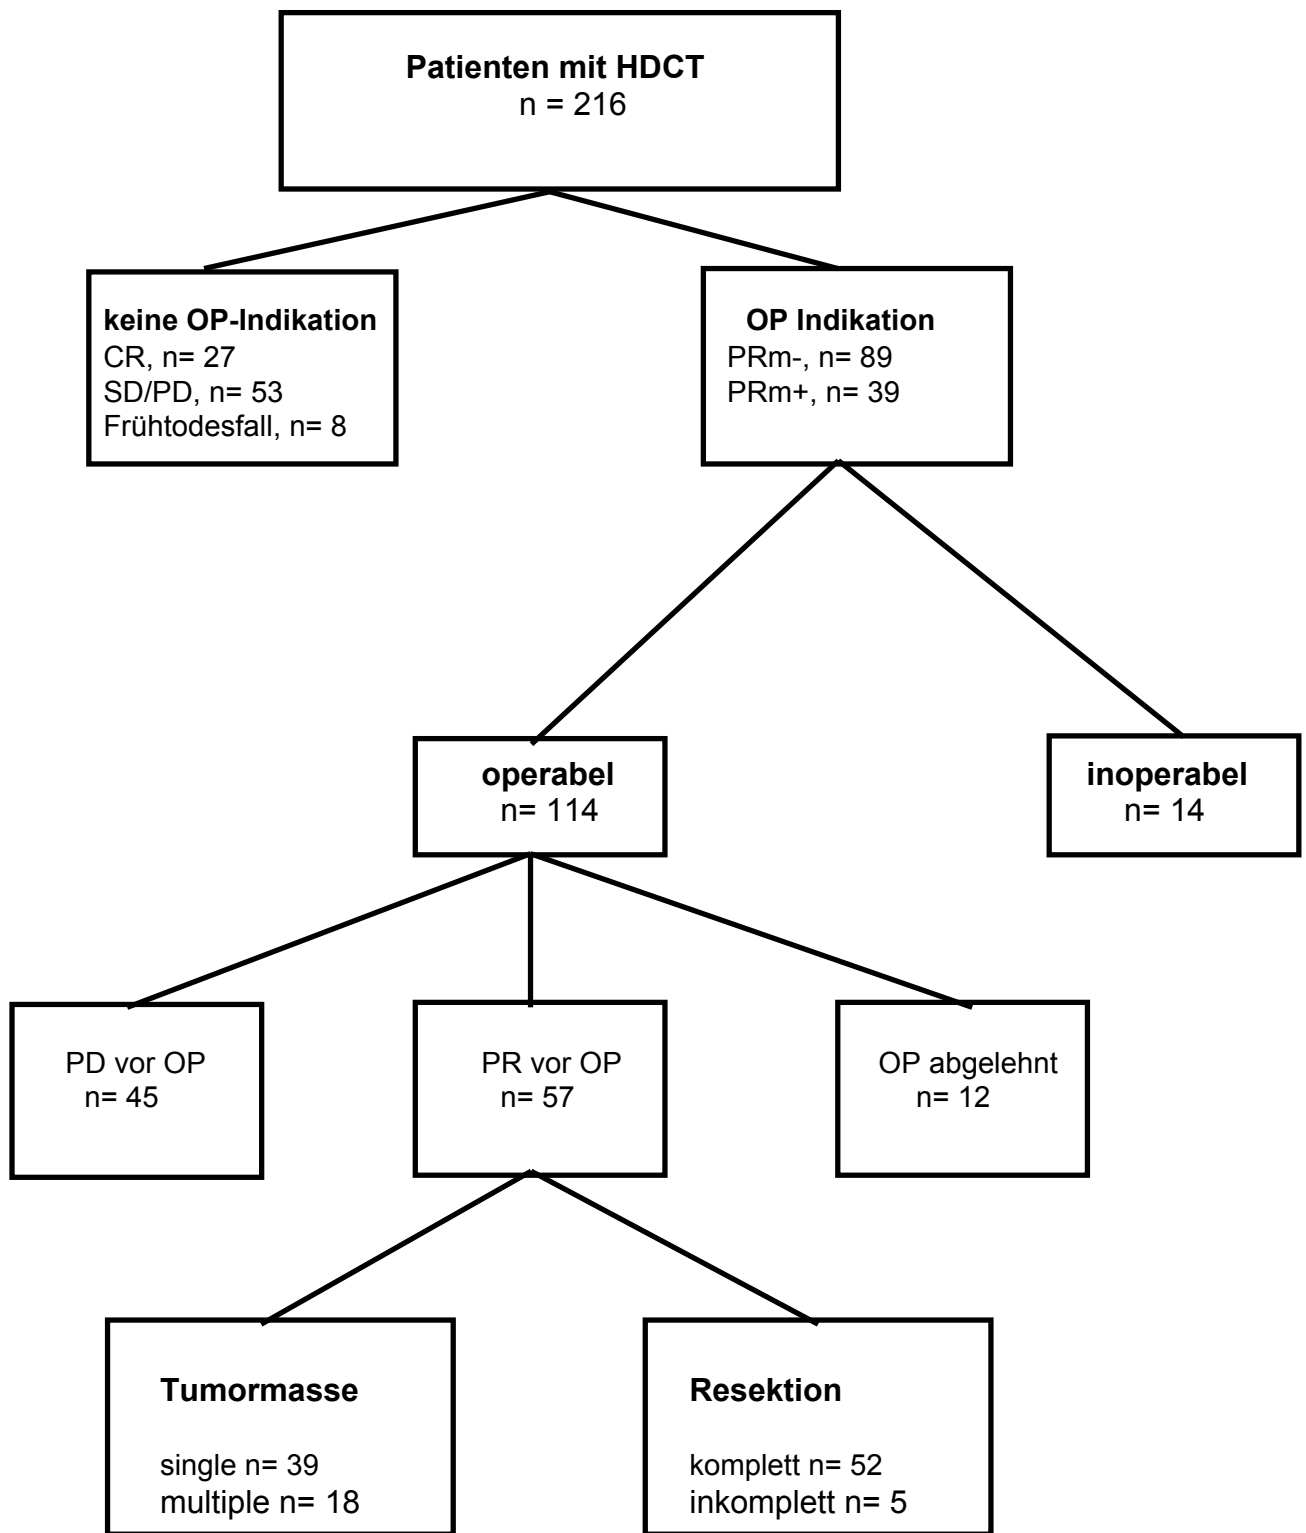 Patienten mit HDCT
n = 216
keine OP-Indikation
CR, n= 27
SD/PD, n= 53
Frühtodesfall, n= 8
OP Indikation
PRm-, n= 89
PRm+, n= 39
operabel
n= 114
inoperabel
n= 14
PD vor OP
n= 45
PR vor OP
n= 57
OP abgelehnt
n= 12
Tumormasse
single n= 39
multiple n= 18
Resektion
komplett n= 52
inkomplett n= 5